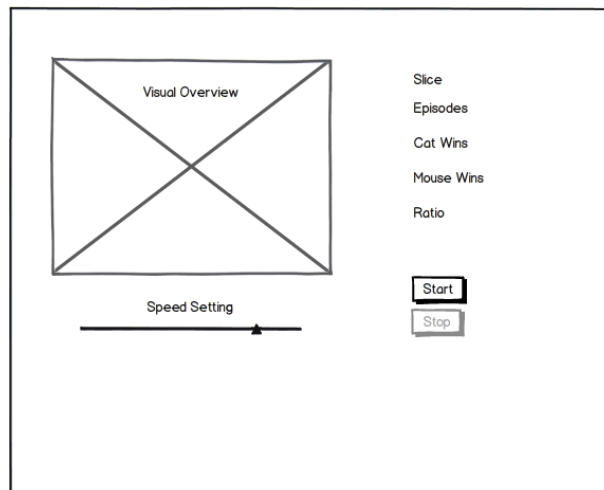 Visual Overview
Speed Setting
Slice
Episodes
Cat Wins
Mouse Wins
Ratio
Start
Stop